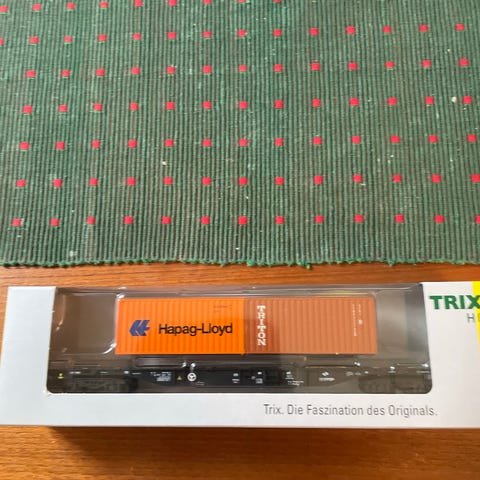 TRIX
H
Hapag-Lloyd
TRITON
Trix. Die Faszination des Originals.